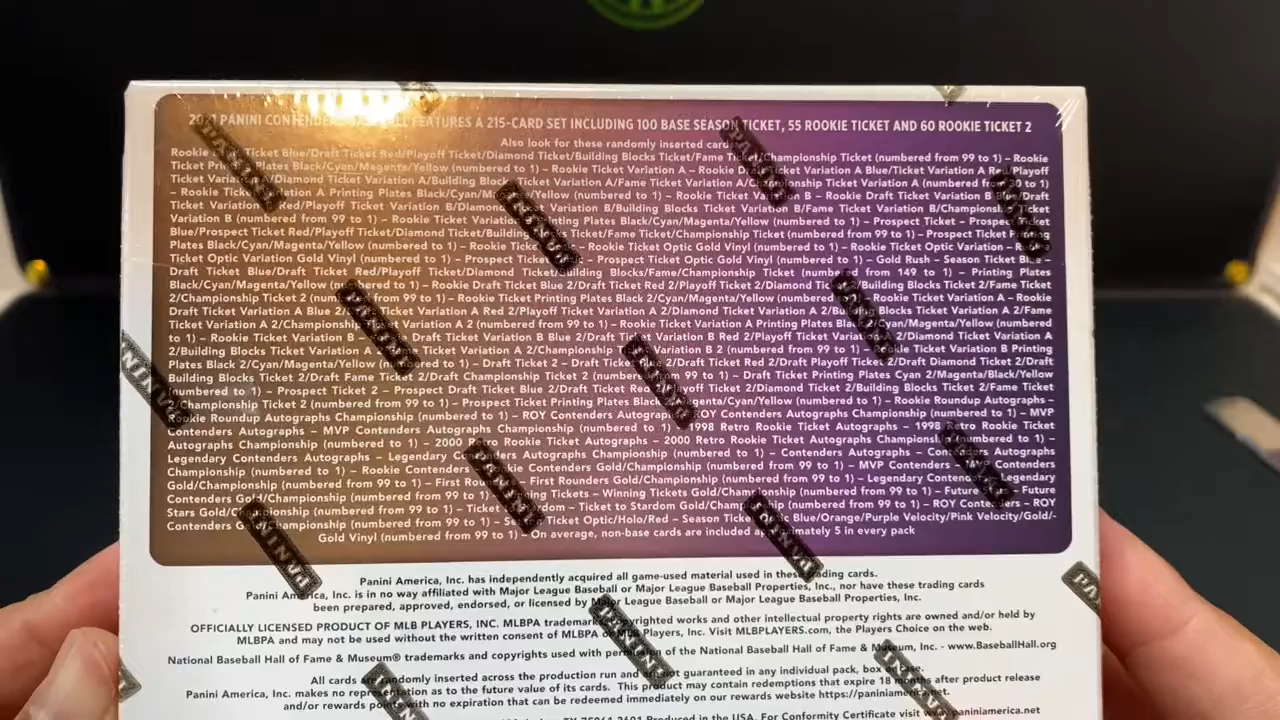 2021 PANINI CONTENDERS BASEBALL FEATURES A 215-CARD SET INCLUDING 100 BASE SEASON TICKET, 55 ROOKIE TICKET AND 60 ROOKIE TICKET 2
Also look for these randomly inserted cards
Rookie Ticket Blue/Draft Ticket Red/Playoff Ticket/Diamond Ticket/Building Blocks Ticket/Fame Ticket/Championship Ticket (numbered from 99 to 1) – Rookie
Ticket Printing Plates Black/Cyan/Magenta/Yellow (numbered to 1) – Rookie Ticket Variation A – Rookie Draft Ticket Variation A Blue/Ticket Variation A Red/Playoff
Ticket Variation A/Diamond Ticket Variation A/Building Blocks Ticket Variation A/Fame Ticket Variation A/Championship Ticket Variation A (numbered from to 1)
– Rookie Ticket Variation A Printing Plates Black/Cyan/Magenta/Yellow (numbered to 1) – Rookie Ticket Variation B – Rookie Draft Ticket Variation B
Red/Playoff Ticket Variation B/Diamond Ticket Variation B/Building Blocks Ticket Variation B/Fame Ticket Variation B/Championship Ticket
Variation B (numbered from 99 to 1) – Rookie Ticket Variation Printing Plates Black/Cyan/Magenta/Yellow (numbered to 1) – Prospect Ticket – Prospect Ticket
Blue/Prospect Ticket Red/Playoff Ticket/Diamond Ticket/Building Ticket/Fame Ticket/Championship Ticket (numbered from 99 to 1) – Prospect Ticket Printing
Plates Black/Cyan/Magenta/Yellow (numbered to 1) – Rookie Ticket Optic – Rookie Ticket Optic Gold Vinyl (numbered to 1) – Rookie Ticket Optic Variation – Rookie
Ticket Optic Variation Gold Vinyl (numbered to 1) – Prospect Ticket – Prospect Ticket Optic Gold Vinyl (numbered to 1) – Gold Rush – Season Ticket Blue –
Draft Ticket Blue/Draft Ticket Red/Playoff Ticket/Diamond Ticket/Building Blocks/Fame/Championship Ticket (numbered from 149 to 1) – Printing Plates
Black/Cyan/Magenta/Yellow (numbered to 1) – Rookie Draft Ticket Blue 2/Draft Ticket Red 2/Playoff Ticket 2/Diamond Ticket 2/Building Blocks Ticket 2/Fame Ticket
2/Championship Ticket 2 (numbered from 99 to 1) – Rookie Ticket Printing Plates Black 2/Cyan/Magenta/Yellow (numbered to 1) – Rookie Ticket Variation A – Rookie
Draft Ticket Variation A Blue 2/ Ticket Variation A Red 2/Playoff Ticket Variation A 2/Diamond Ticket Variation A 2/Building Blocks Ticket Variation A 2/Fame
Ticket Variation A 2/Championship Variation A 2 (numbered from 99 to 1) – Rookie Ticket Variation A Printing Plates Black/Cyan/Magenta/Yellow (numbered
to 1) – Rookie Ticket Variation B – Draft Ticket Variation B Blue 2/Draft Ticket Variation B Red 2/Playoff Ticket Variation 2/Diamond Ticket Variation A
2/Building Blocks Ticket Variation A Ticket Variation A 2/Championship Ticket Variation B 2 (numbered from 99 to 1) – Rookie Ticket Variation B Printing
Plates Black 2/Cyan/Magenta/Yellow (numbered to 1) – Draft Ticket 2 – Draft Ticket Blue 2/Draft Ticket Red 2/Draft Playoff Ticket 2/Draft Diamond Ticket 2/Draft
Building Blocks Ticket 2/Draft Fame Ticket 2/Draft Championship Ticket 2 (numbered from 99 to 1) – Draft Ticket Printing Plates Cyan 2/Magenta/Black/Yellow
(numbered to 1) – Prospect Ticket 2 – Prospect Draft Ticket Blue 2/Draft Ticket Red 2/Playoff Ticket 2/Diamond Ticket 2/Building Blocks Ticket 2/Fame Ticket
2/Championship Ticket 2 (numbered from 99 to 1) – Prospect Ticket Printing Plates Black/Magenta/Cyan/Yellow (numbered to 1) – Rookie Roundup Autographs –
Rookie Roundup Autographs Championship (numbered to 1) – ROY Contenders Autographs – ROY Contenders Autographs Championship (numbered to 1) – MVP
Contenders Autographs – MVP Contenders Autographs Championship (numbered to 1) – 1998 Retro Rookie Ticket Autographs – 1998 Retro Rookie Ticket
Autographs Championship (numbered to 1) – 2000 Retro Rookie Ticket Autographs – 2000 Retro Rookie Ticket Autographs Championship (numbered to 1) –
Legendary Contenders Autographs – Legendary Contenders Autographs Championship (numbered to 1) – Contenders Autographs – Contenders Autographs
Championship (numbered to 1) – Rookie Contenders – Rookie Contenders Gold/Championship (numbered from 99 to 1) – MVP Contenders – MVP Contenders
Gold/Championship (numbered from 99 to 1) – First Round – First Rounders Gold/Championship (numbered from 99 to 1) – Legendary Contenders – Legendary
Contenders Gold/Championship (numbered from 99 to 1) – Winning Tickets – Winning Tickets Gold/Championship (numbered from 99 to 1) – Future Stars – Future
Stars Gold/Championship (numbered from 99 to 1) – Ticket to Stardom – Ticket to Stardom Gold/Championship (numbered from 99 to 1) – ROY Contenders – ROY
Contenders Gold/Championship (numbered from 99 to 1) – Season Ticket Optic/Holo/Red – Season Ticket Blue/Orange/Purple Velocity/Pink Velocity/Gold/-
Gold Vinyl (numbered from 99 to 1) – On average, non-base cards are included approximately 5 in every pack
Panini America, Inc. has independently acquired all game-used material used in these trading cards.
Panini America, Inc. is in no way affiliated with Major League Baseball or Major League Baseball Properties, Inc., nor have these trading cards
been prepared, approved, endorsed, or licensed by Major League Baseball or Major League Baseball Properties, Inc.
OFFICIALLY LICENSED PRODUCT OF MLB PLAYERS, INC. MLBPA trademarks, copyrighted works and other intellectual property rights are owned and/or held by
MLBPA and may not be used without the written consent of MLBPA or MLB Players, Inc. Visit MLBPLAYERS.com, the Players Choice on the web.
National Baseball Hall of Fame & Museum® trademarks and copyrights used with permission of the National Baseball Hall of Fame & Museum, Inc. - www.BaseballHall.org
All cards are randomly inserted across the production run and are not guaranteed in any individual pack, box or case.
Panini America, Inc. makes no representation as to the future value of its cards. This product may contain redemptions that expire 18 months after product release
and/or rewards points with no expiration that can be redeemed immediately on our rewards website https://paniniamerica.net.
TX 75061-3601 Produced in the USA. For Conformity Certificate visit www.paniniamerica.net
PANINI